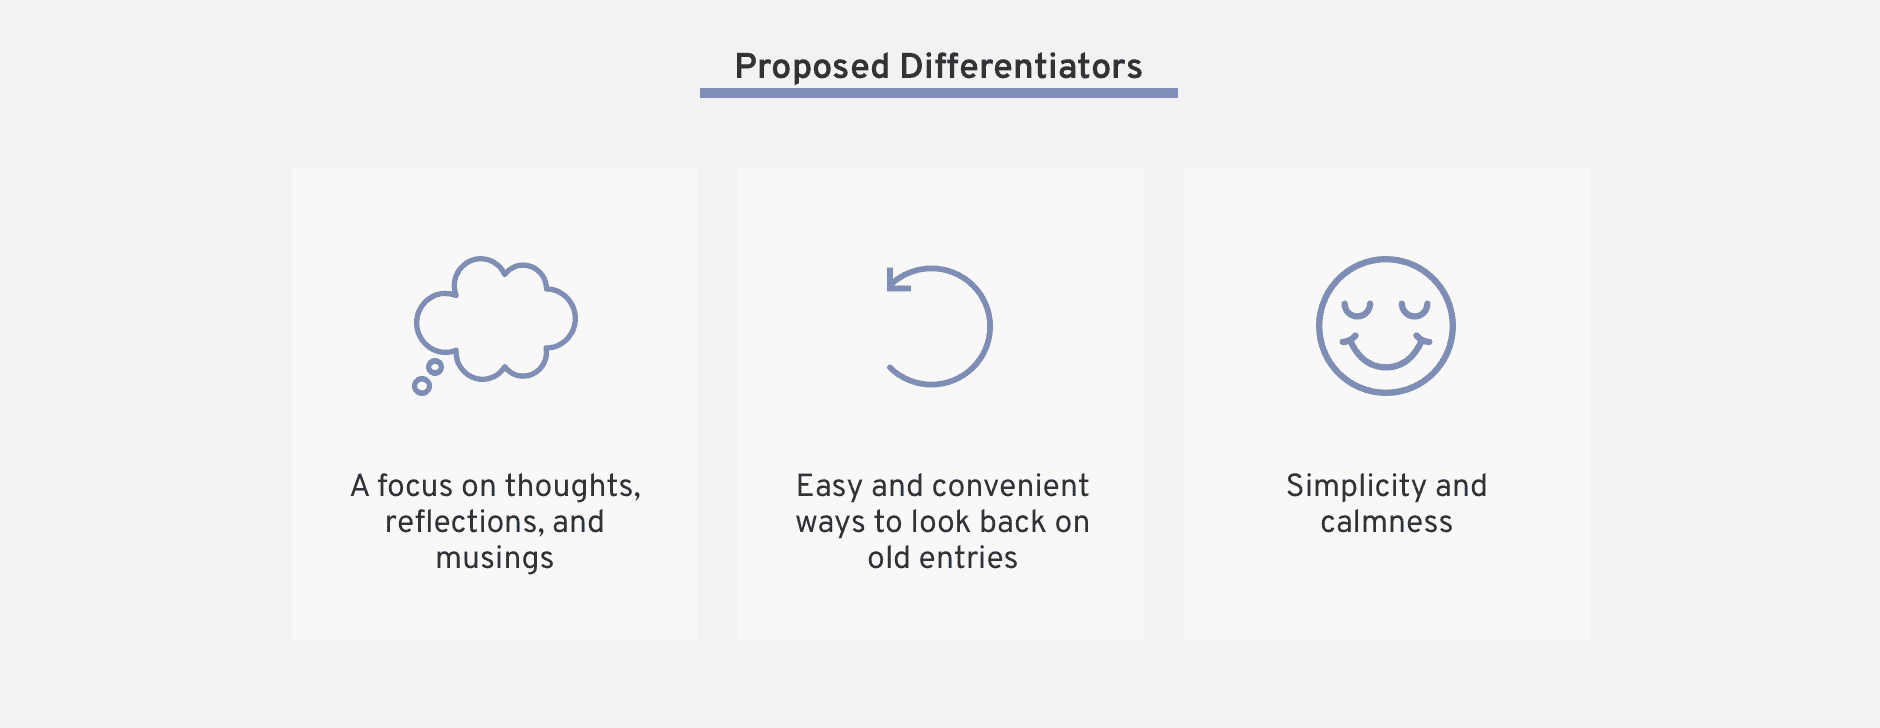 Proposed Differentiators
A focus on thoughts,
reflections, and
musings
Easy and convenient
ways to look back on
old entries
Simplicity and
calmness